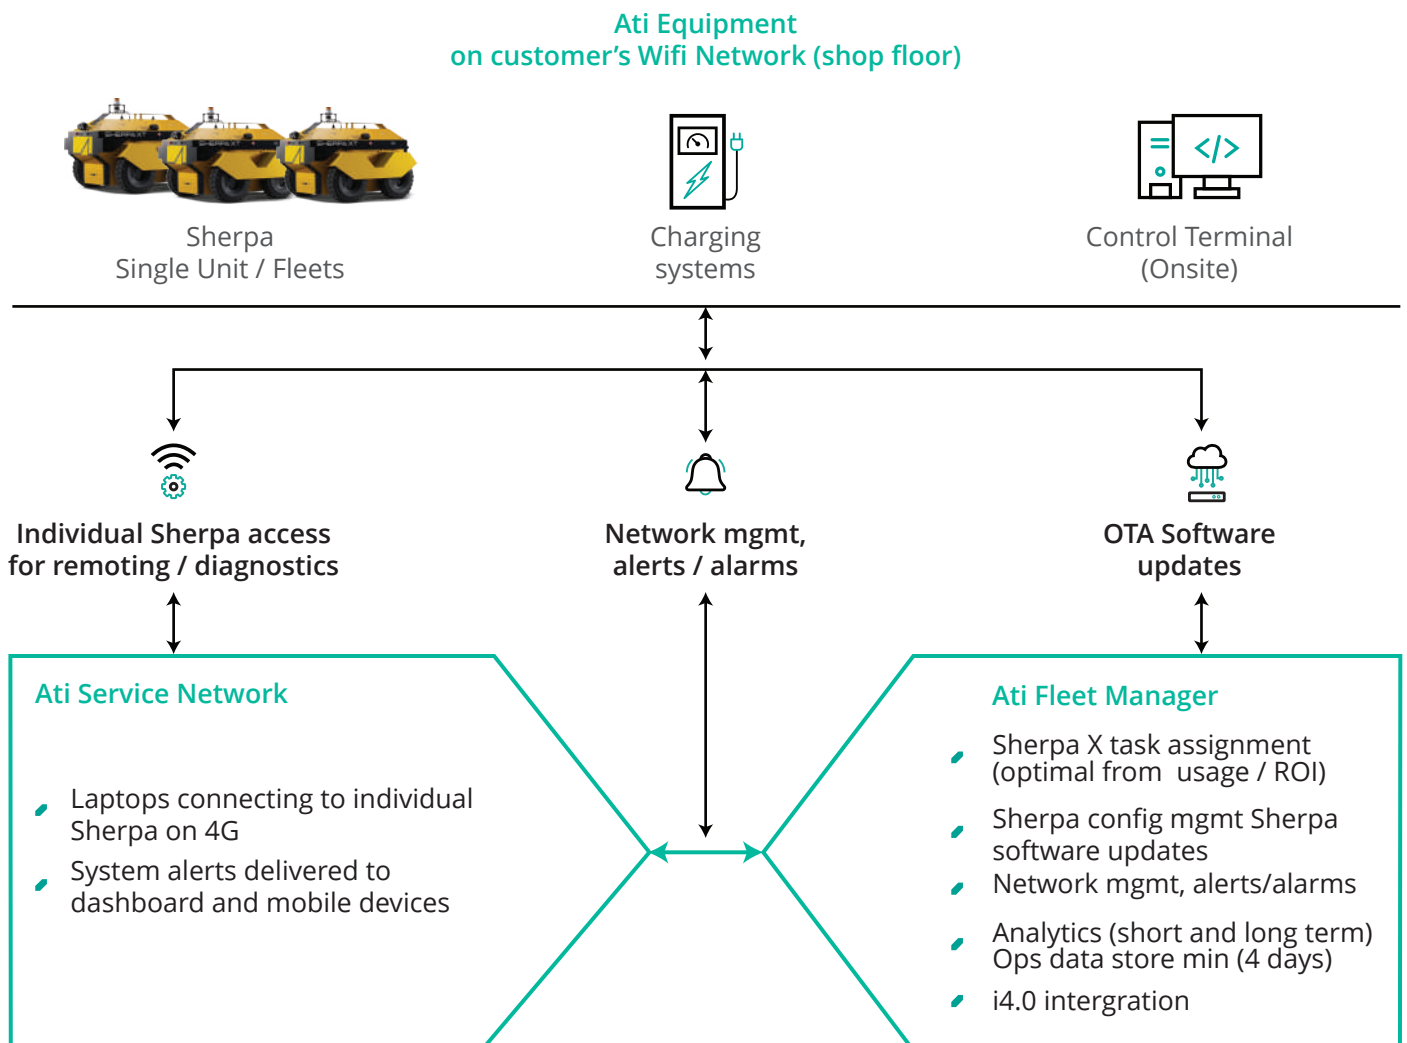 Ati Equipment
on customer's Wifi Network (shop floor)
SHERPA XT
SHERPA XT
Sherpa
Single Unit / Fleets
Charging
systems
</>
Control Terminal
(Onsite)
Individual Sherpa access
for remoting / diagnostics
Network mgmt,
alerts / alarms
OTA Software
updates
Ati Service Network
Laptops connecting to individual
Sherpa on 4G
System alerts delivered to
dashboard and mobile devices
Ati Fleet Manager
Sherpa X task assignment
(optimal from  usage / ROI)
Sherpa config mgmt Sherpa
software updates
Network mgmt, alerts/alarms
Analytics (short and long term)
Ops data store min (4 days)
i4.0 intergration